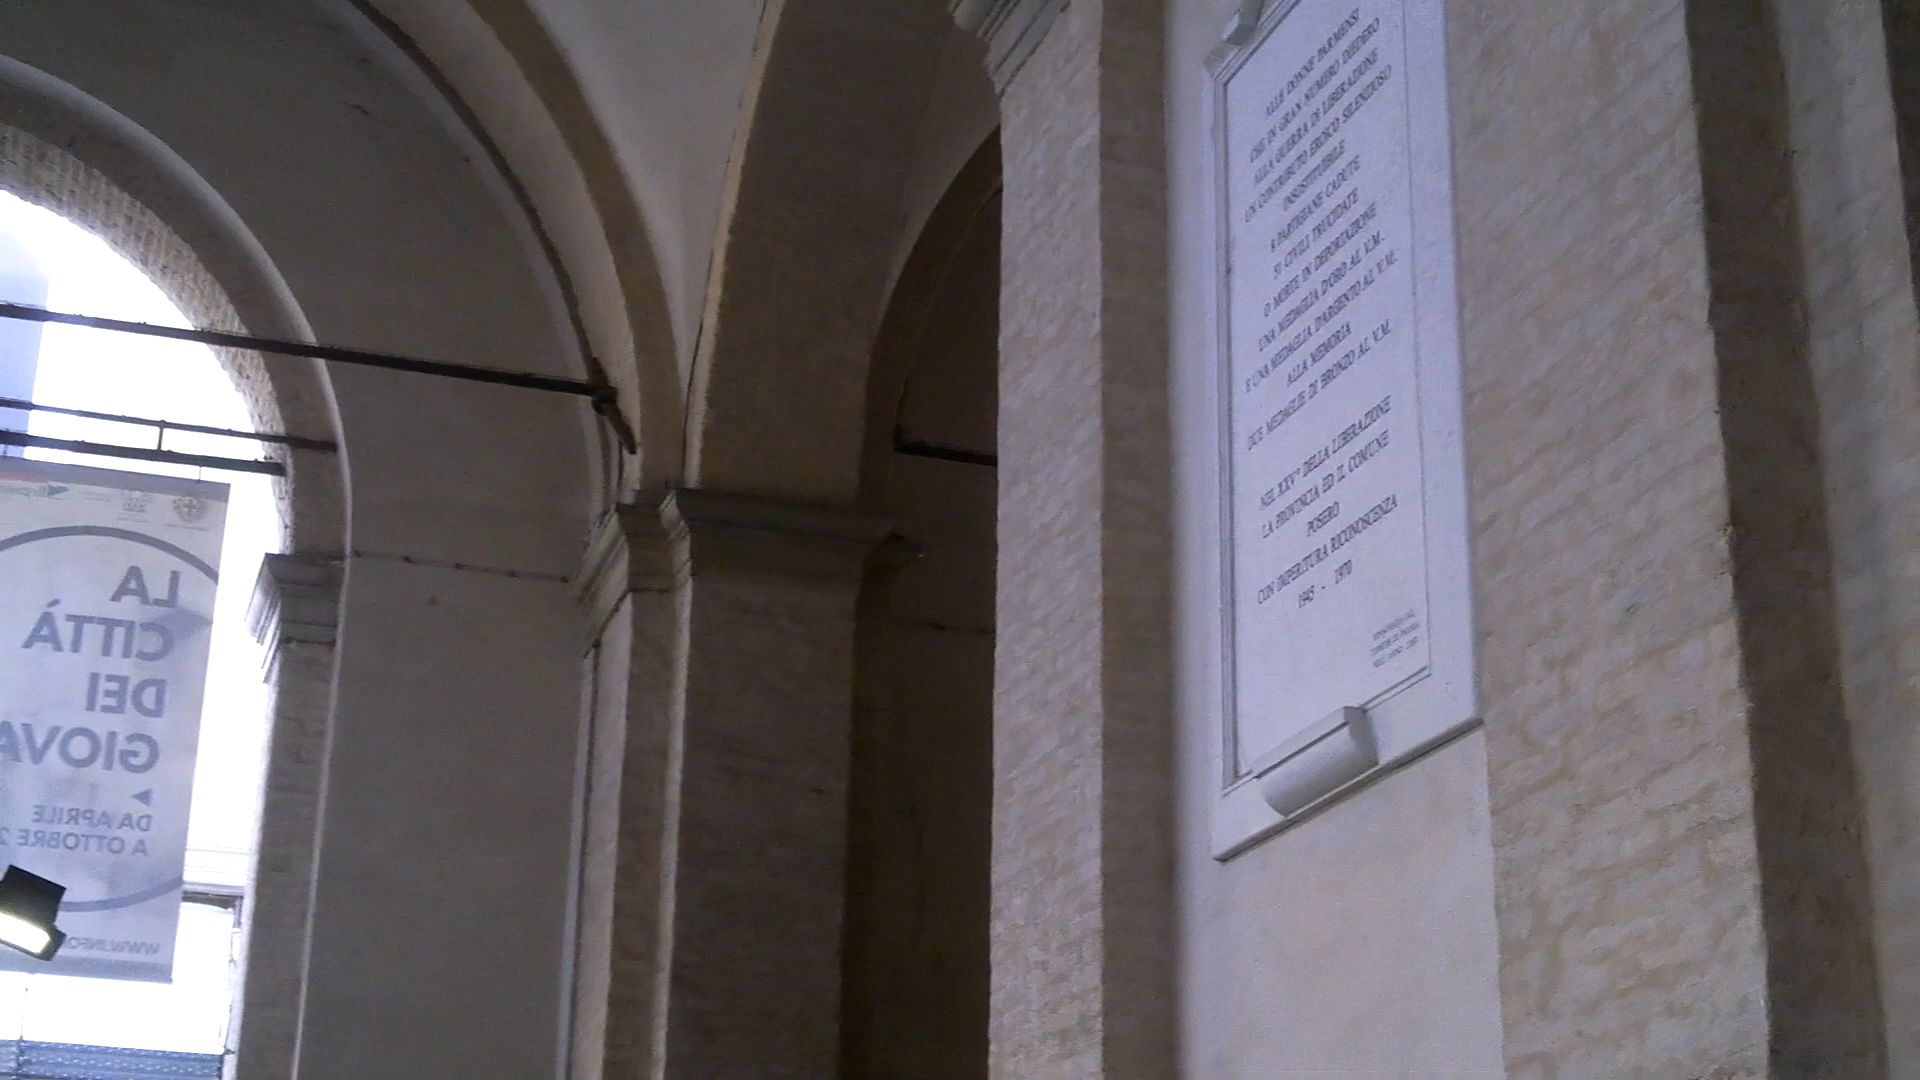 ALLE DONNE PARMENSI
CHE IN GRAN NUMERO DIEDERO
ALLA GUERRA DI LIBERAZIONE
UN CONTRIBUTO EROICO SILENZIOSO
INSOSTITUIBILE
8 PARTIGIANE CADUTE
51 CIVILI TRUCIDATE
O MORTE IN DEPORTAZIONE
UNA MEDAGLIA D'ORO AL V.M.
E UNA MEDAGLIA D'ARGENTO AL V.M.
ALLA MEMORIA
DUE MEDAGLIE DI BRONZO AL V.M.
NEL XXV° DELLA LIBERAZIONE
LA PROVINCIA ED IL COMUNE
POSERO
CON IMPERITURA RICONOSCENZA
1945 - 1970
LA
CITTÀ
DEI
GIOVA
DA APRILE
A OTTOBRE 2
WWW.INFO